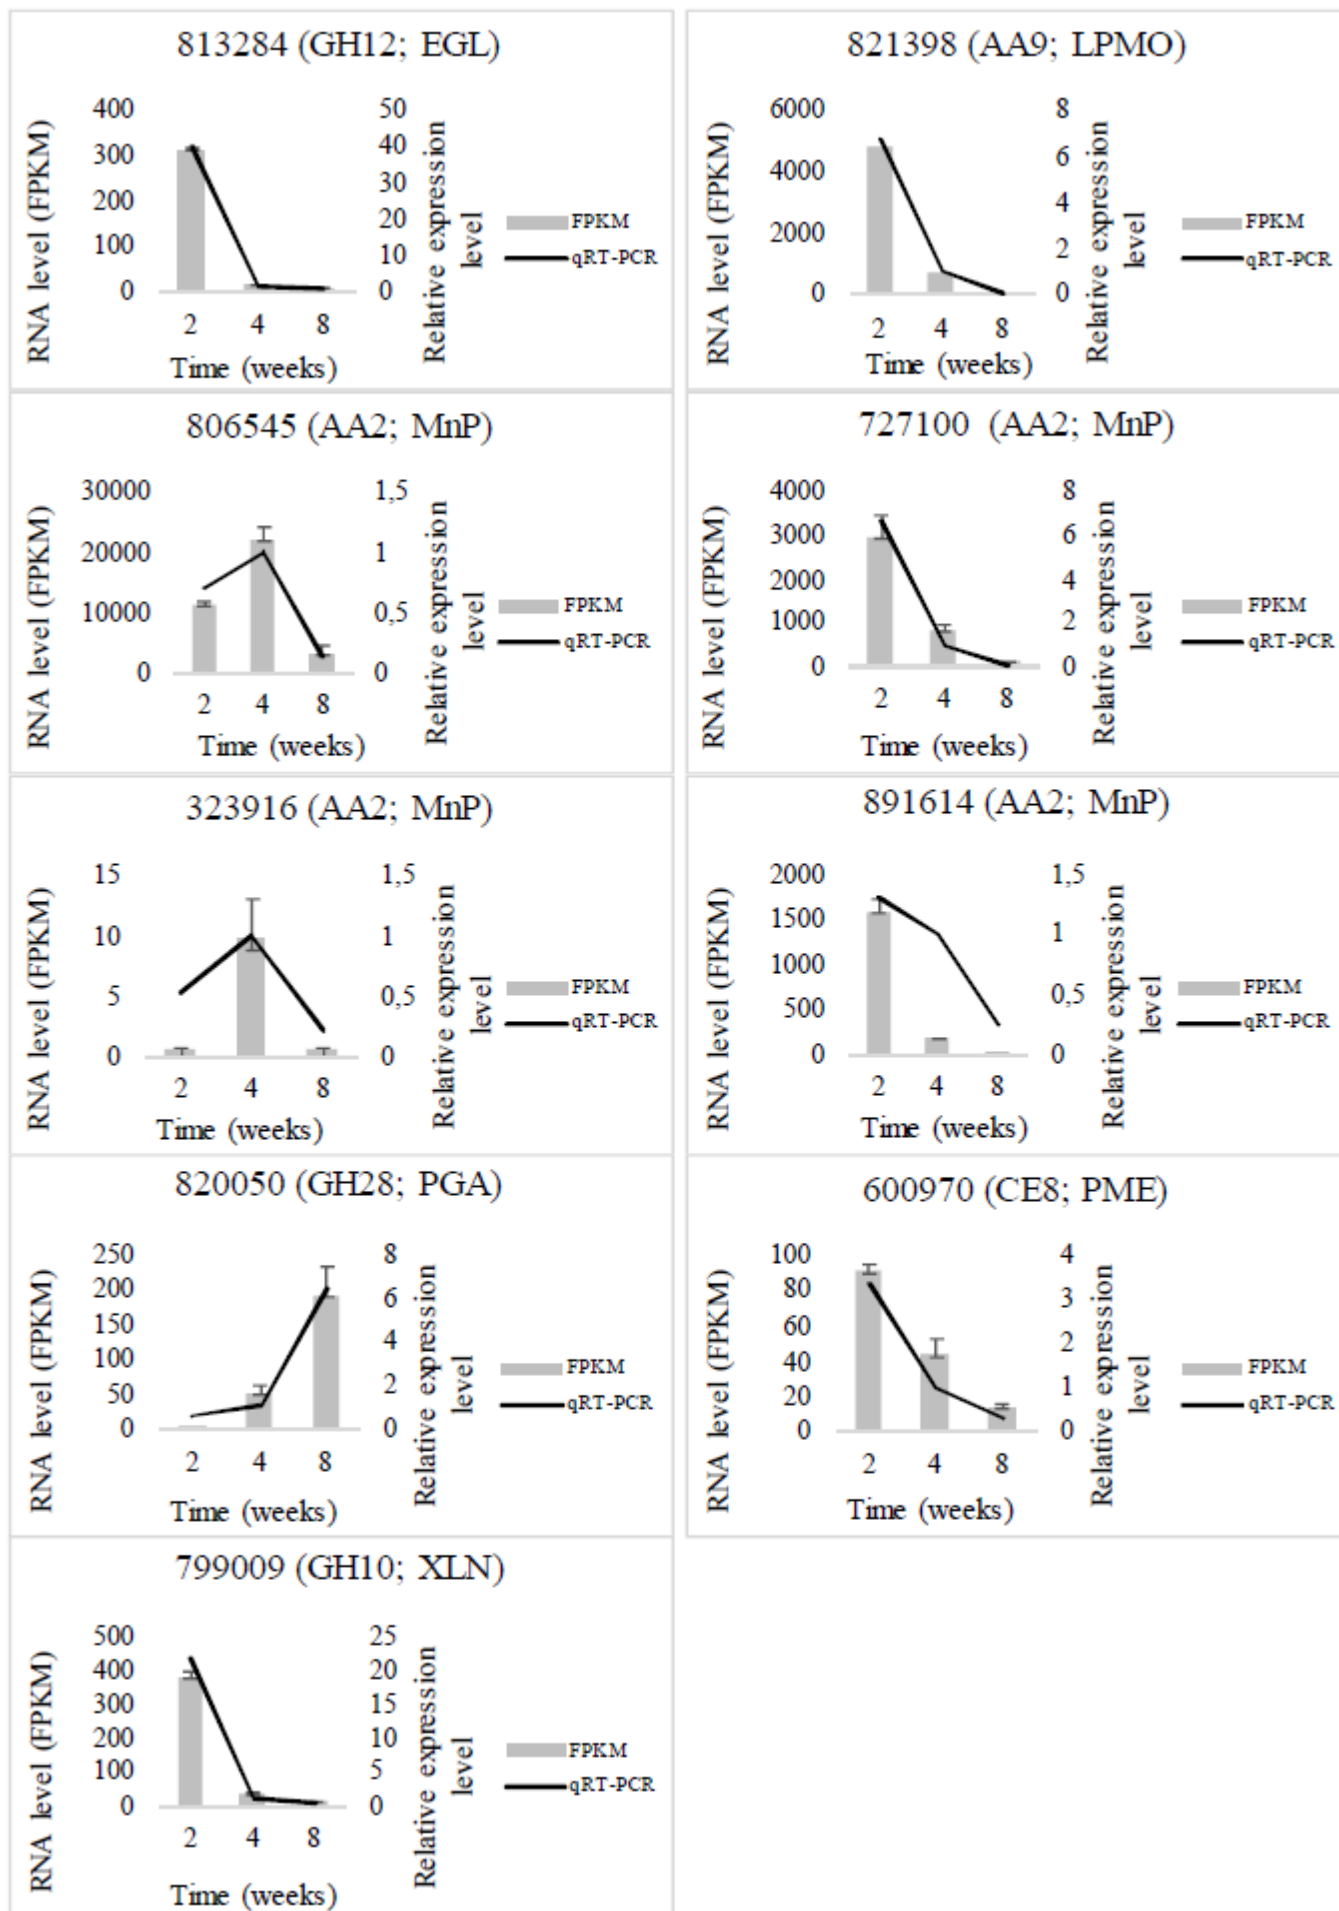 813284 (GH12; EGL)
RNA level (FPKM)
400
300
200
100
0
50
40
30
20
10
0
Relative expression
level
FPKM
qRT-PCR
2 4 8
Time (weeks)
821398 (AA9; LPMO)
RNA level (FPKM)
6000
4000
2000
0
8
6
4
2
0
Relative expression
level
FPKM
qRT-PCR
2 4 8
Time (weeks)
806545 (AA2; MnP)
RNA level (FPKM)
30000
20000
10000
0
1,5
1
0,5
0
Relative expression
level
FPKM
qRT-PCR
2 4 8
Time (weeks)
727100 (AA2; MnP)
RNA level (FPKM)
4000
3000
2000
1000
0
8
6
4
2
0
Relative expression
level
FPKM
qRT-PCR
2 4 8
Time (weeks)
323916 (AA2; MnP)
RNA level (FPKM)
15
10
5
0
1,5
1
0,5
0
Relative expression
level
FPKM
qRT-PCR
2 4 8
Time (weeks)
891614 (AA2; MnP)
RNA level (FPKM)
2000
1500
1000
500
0
1,5
1
0,5
0
Relative expression
level
FPKM
qRT-PCR
2 4 8
Time (weeks)
820050 (GH28; PGA)
RNA level (FPKM)
250
200
150
100
50
0
8
6
4
2
0
Relative expression
level
FPKM
qRT-PCR
2 4 8
Time (weeks)
600970 (CE8; PME)
RNA level (FPKM)
100
80
60
40
20
0
4
3
2
1
0
Relative expression
level
FPKM
qRT-PCR
2 4 8
Time (weeks)
799009 (GH10; XLN)
RNA level (FPKM)
500
400
300
200
100
0
25
20
15
10
5
0
Relative expression
level
FPKM
qRT-PCR
2 4 8
Time (weeks)